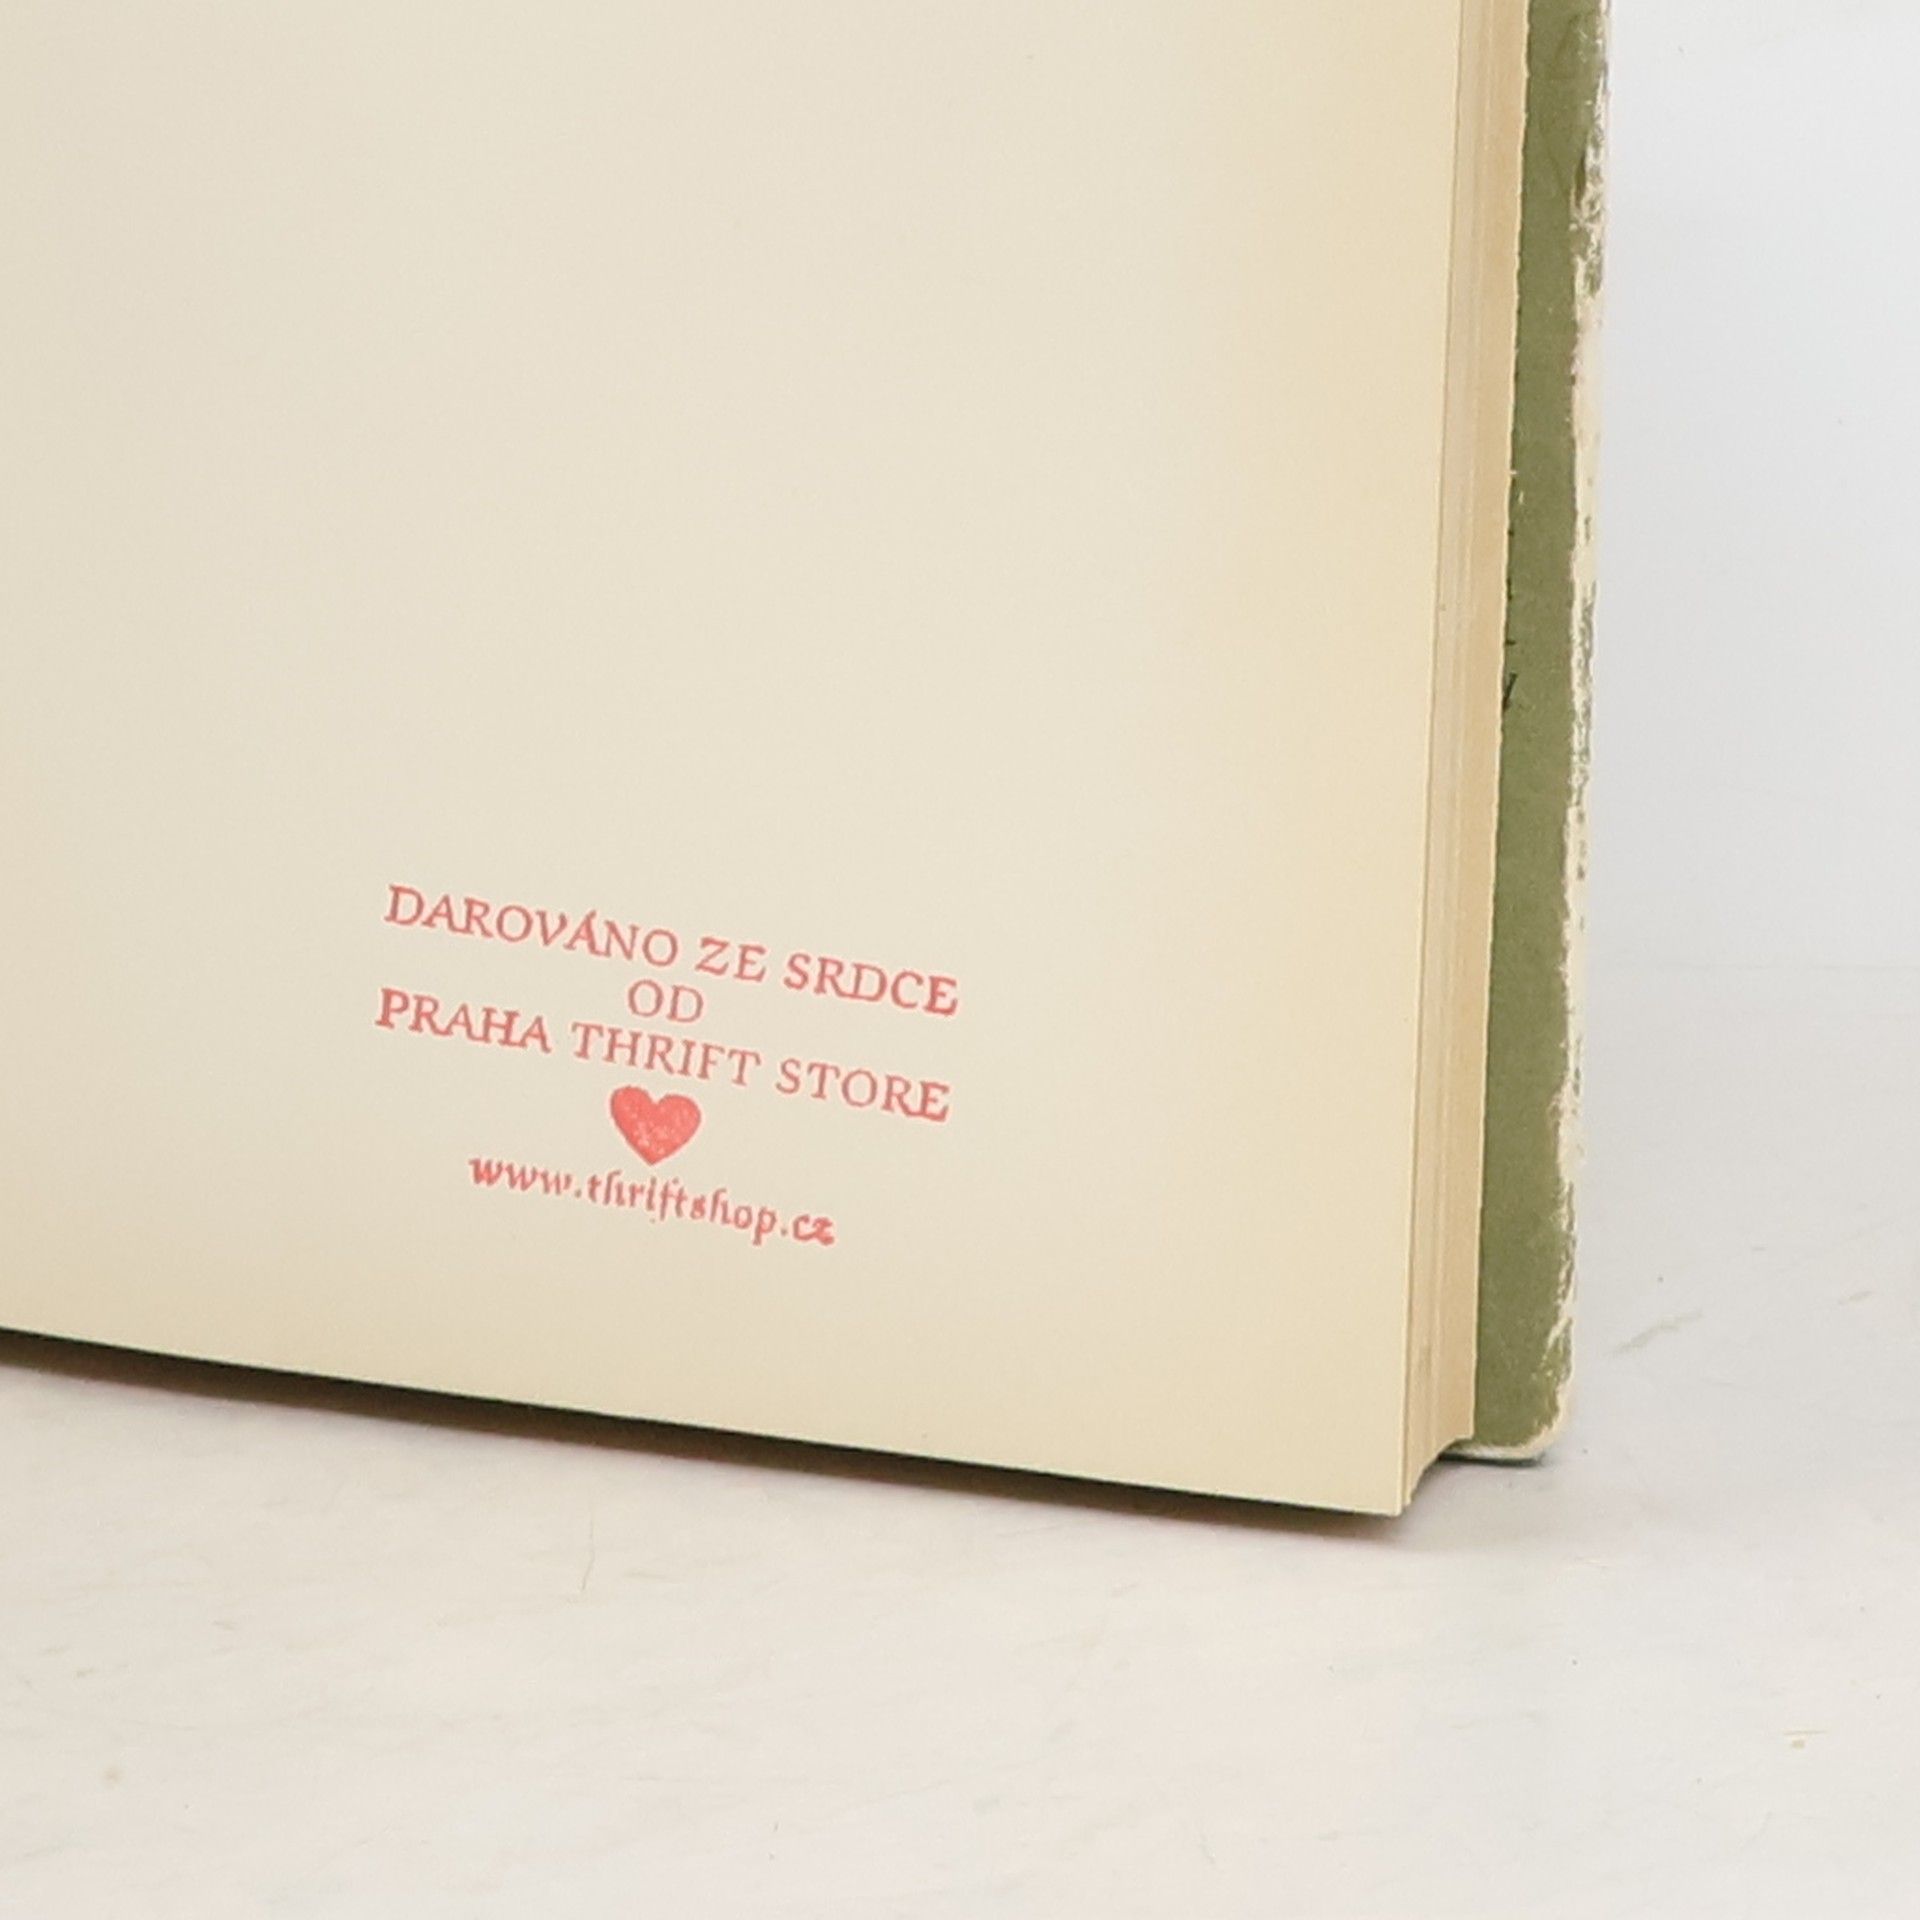 DAROVÁNO ZE SRDCE
OD
PRAHA THRIFT STORE
www.thriftshop.cz